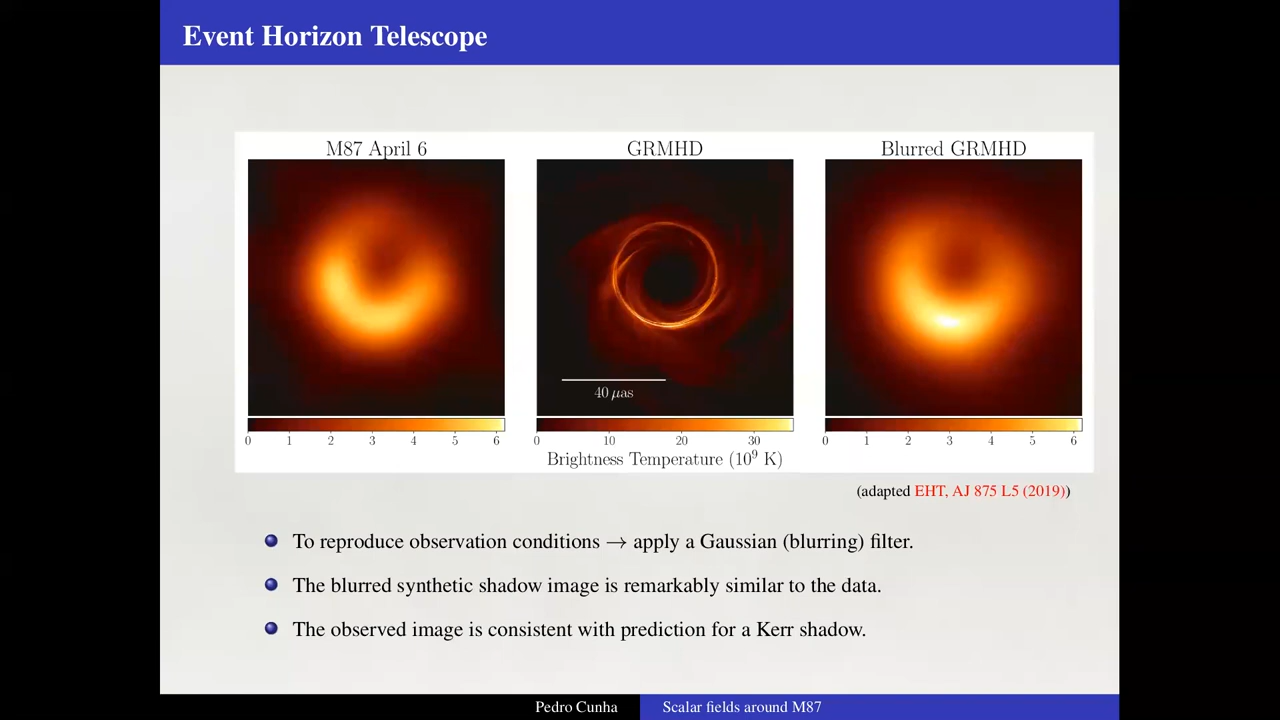 Event Horizon Telescope
M87 April 6
GRMHD
Blurred GRMHD
40 μas
0 1 2 3 4 5 6
0 10 20 30
0 1 2 3 4 5 6
Brightness Temperature (10⁹ K)
(adapted EHT, AJ 875 L5 (2019))
To reproduce observation conditions → apply a Gaussian (blurring) filter.
The blurred synthetic shadow image is remarkably similar to the data.
The observed image is consistent with prediction for a Kerr shadow.
Pedro Cunha
Scalar fields around M87